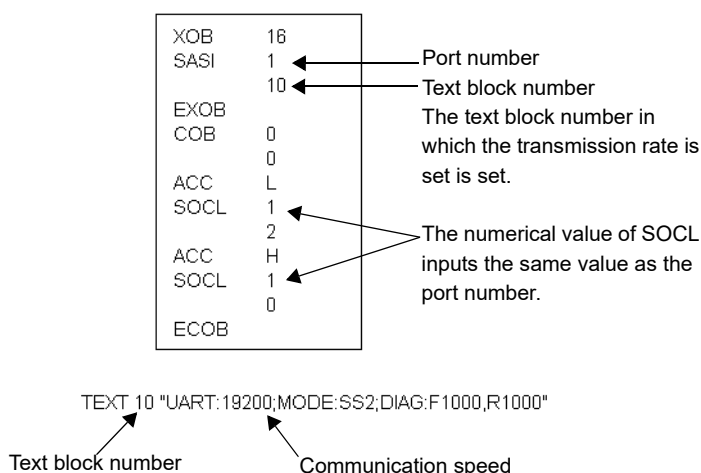 XOB 16
SASI 1
10
EXOB
COB 0
0
ACC L
SOCL 1
2
ACC H
SOCL 1
0
ECOB
Port number
Text block number
The text block number in
which the transmission rate is
set is set.
The numerical value of SOCL
inputs the same value as the
port number.
TEXT 10 "UART:19200;MODE:SS2;DIAG:F1000,R1000"
Text block number
Communication speed